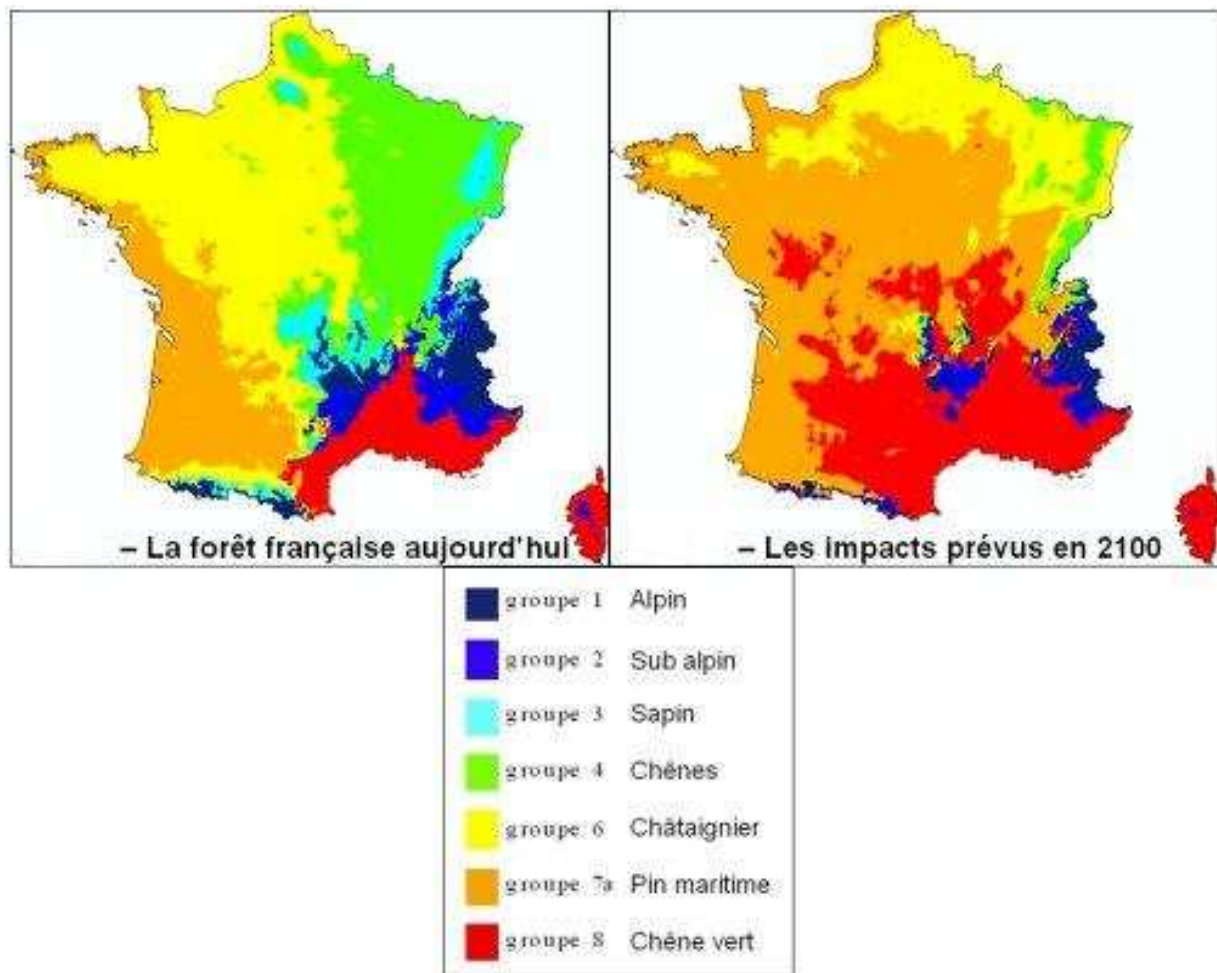 – La forêt française aujourd'hui
– Les impacts prévus en 2100
groupe 1 Alpin
groupe 2 Sub alpin
groupe 3 Sapin
groupe 4 Chênes
groupe 6 Châtaignier
groupe 7a Pin maritime
groupe 8 Chêne vert